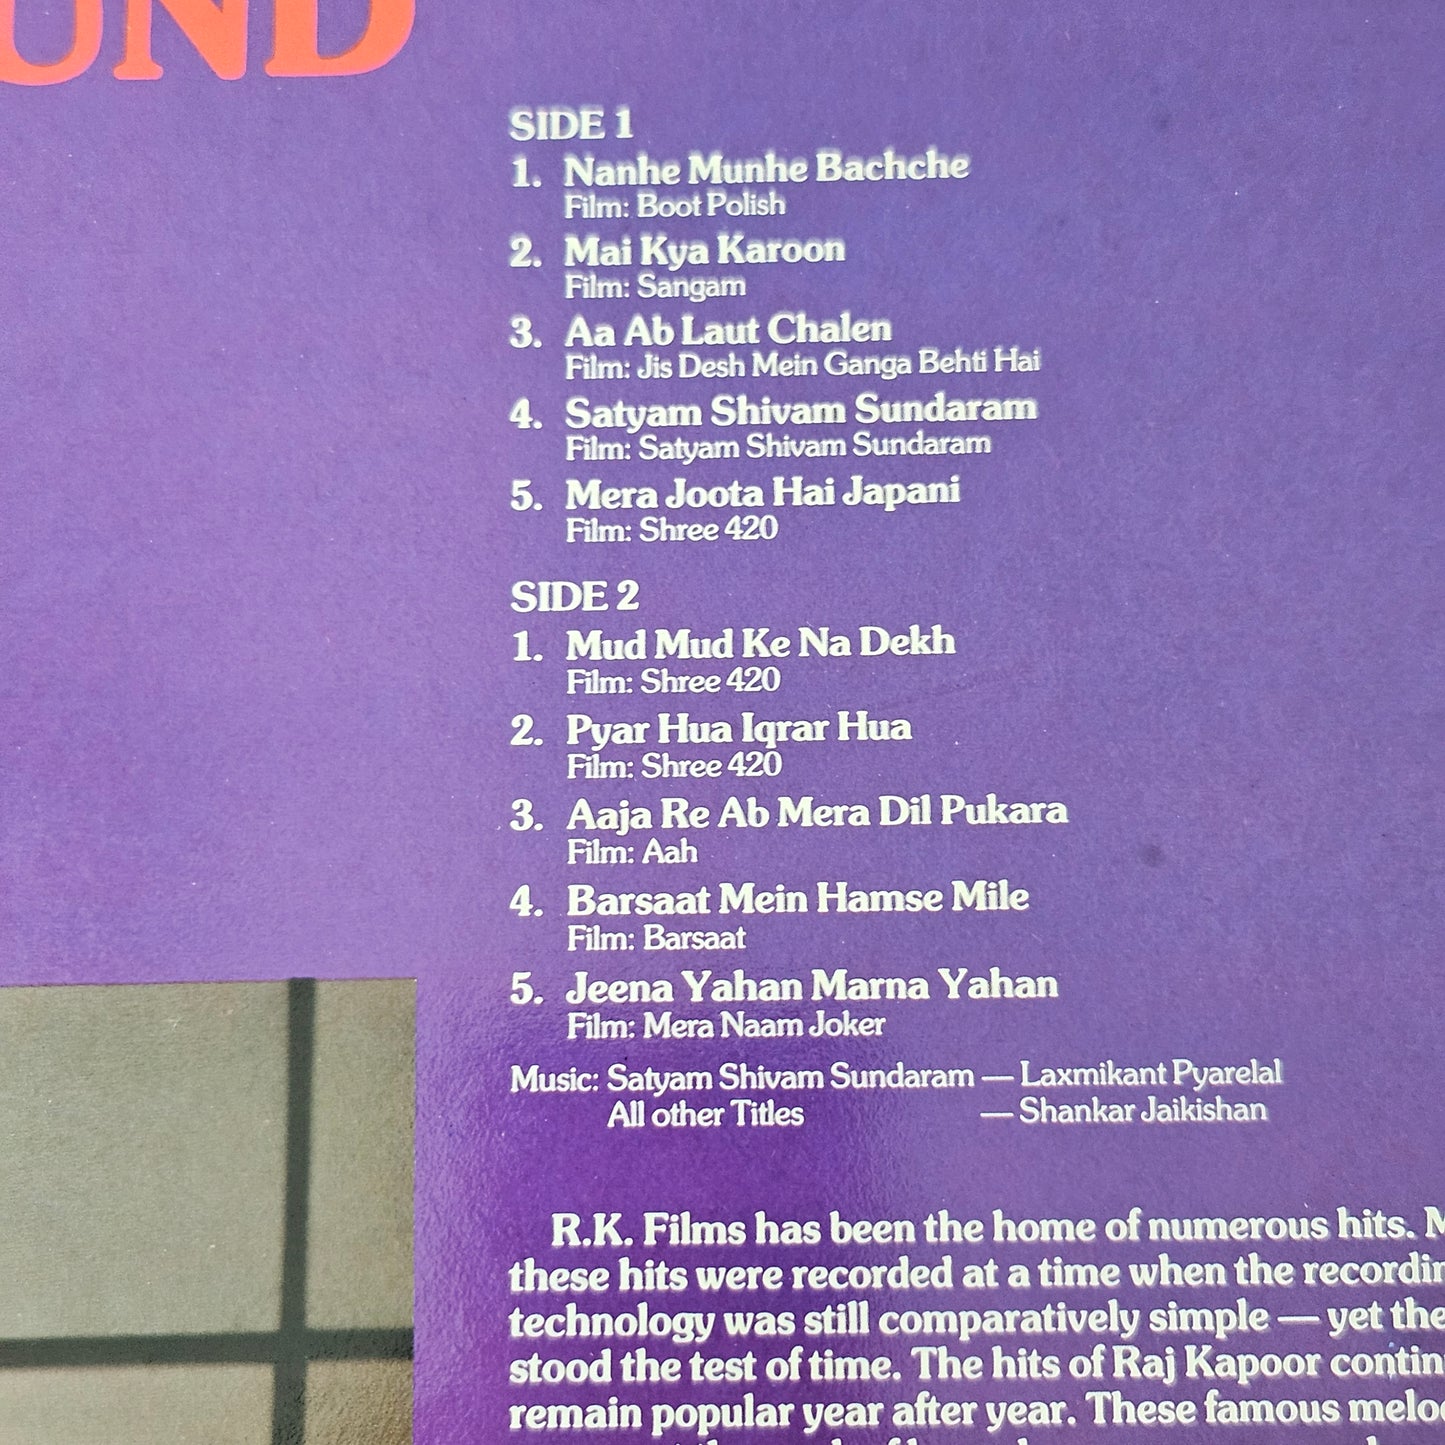 UND
SIDE 1
1. Nanhe Munhe Bachche
Film: Boot Polish
2. Mai Kya Karoon
Film: Sangam
3. Aa Ab Laut Chalen
Film: Jis Desh Mein Ganga Behti Hai
4. Satyam Shivam Sundaram
Film: Satyam Shivam Sundaram
5. Mera Joota Hai Japani
Film: Shree 420
SIDE 2
1. Mud Mud Ke Na Dekh
Film: Shree 420
2. Pyar Hua Iqrar Hua
Film: Shree 420
3. Aaja Re Ab Mera Dil Pukara
Film: Aah
4. Barsaat Mein Hamse Mile
Film: Barsaat
5. Jeena Yahan Marna Yahan
Film: Mera Naam Joker
Music: Satyam Shivam Sundaram — Laxmikant Pyarelal
All other Titles — Shankar Jaikishan
R.K. Films has been the home of numerous hits.
these hits were recorded at a time when the
technology was still comparatively simple — yet
stood the test of time. The hits of Raj Kapoor
remain popular year after year. These famous